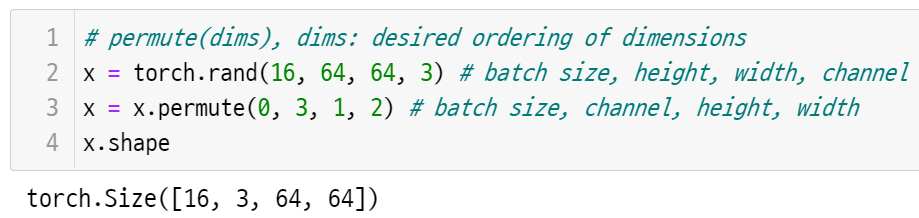 1 # permute(dims), dims: desired ordering of dimensions
2 x = torch.rand(16, 64, 64, 3) # batch size, height, width, channel
3 x = x.permute(0, 3, 1, 2) # batch size, channel, height, width
4 x.shape
torch.Size([16, 3, 64, 64])